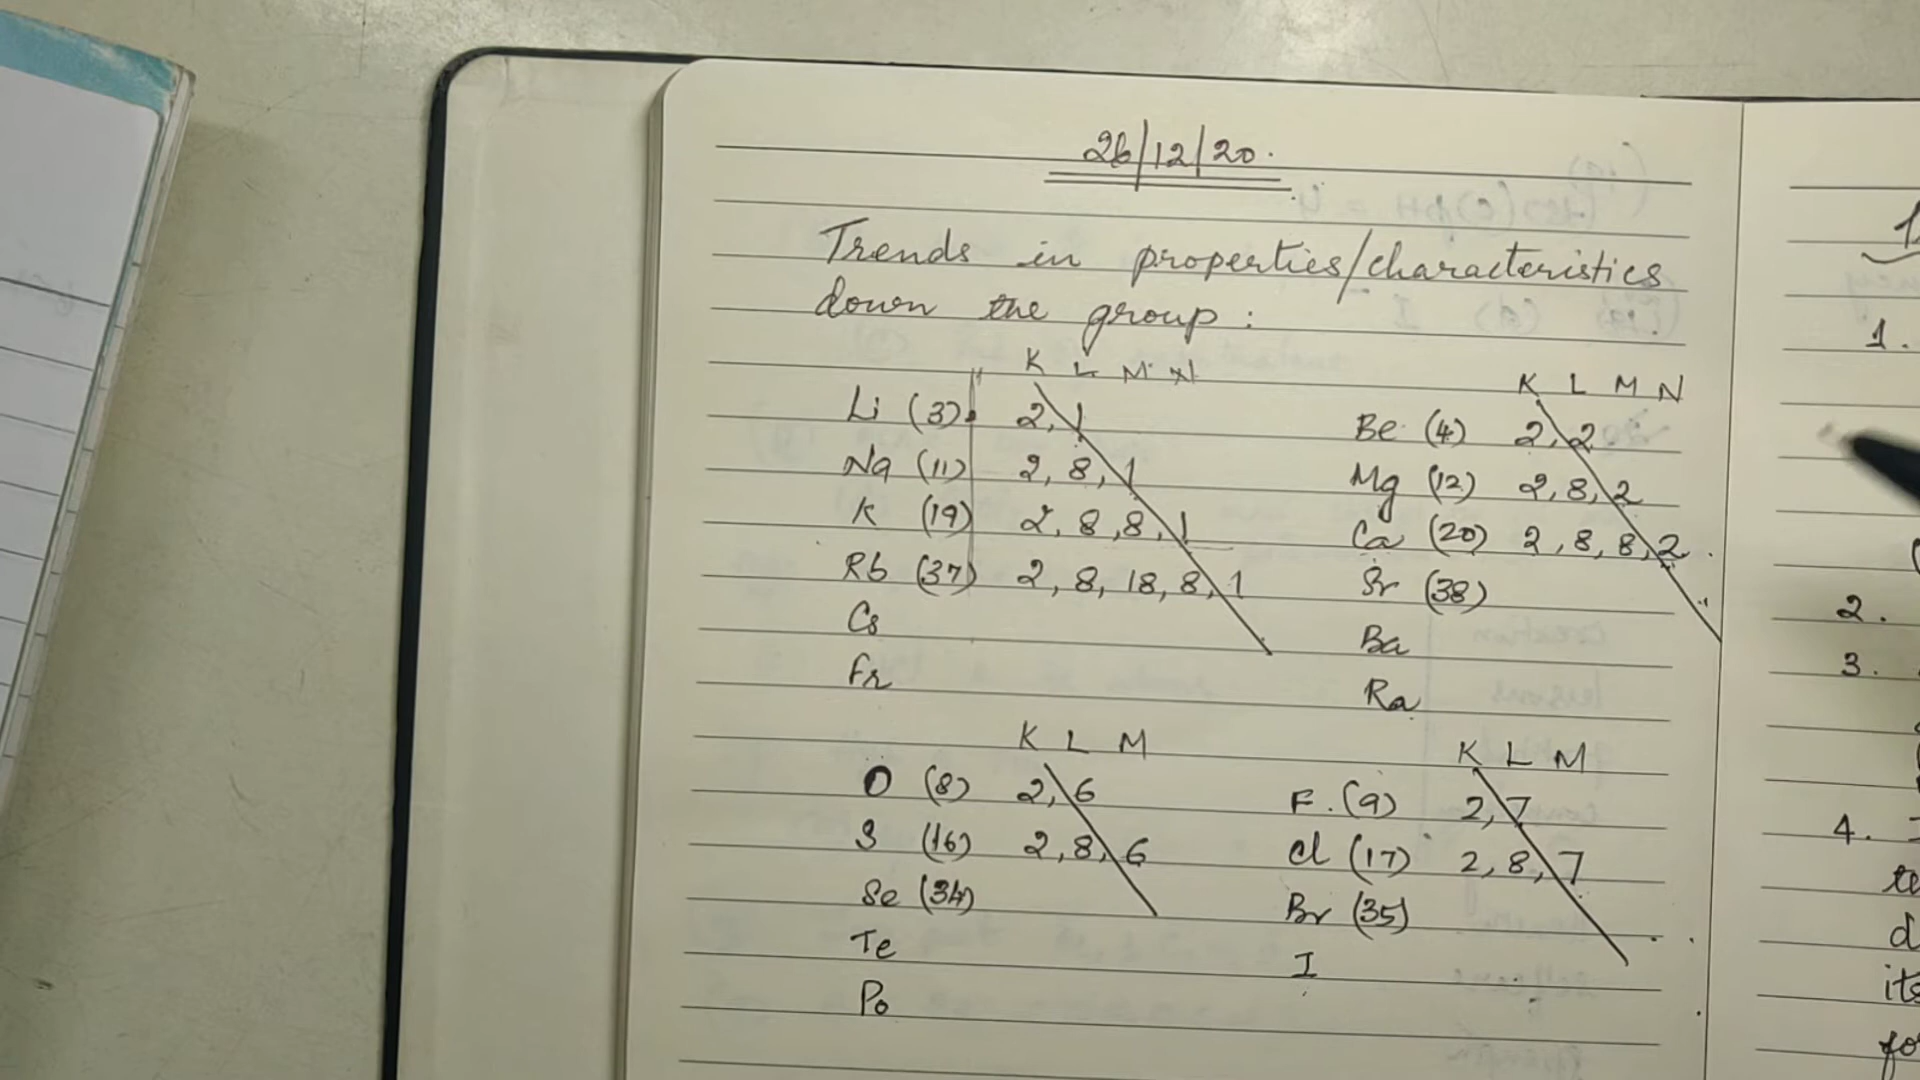 26/12/20.
Trends in properties/characteristics
down the group :
K L M N
Li (3) 2, 1
Na (11) 2, 8, 1
K (19) 2, 8, 8, 1
Rb (37) 2, 8, 18, 8, 1
Cs
Fr
K L M N
Be (4) 2, 2
Mg (12) 2, 8, 2
Ca (20) 2, 8, 8, 2
Sr (38)
Ba
Ra
K L M
O (8) 2, 6
S (16) 2, 8, 6
Se (34)
Te
Po
K L M
F (9) 2, 7
Cl (17) 2, 8, 7
Br (35)
I
1.
2.
3.
4.